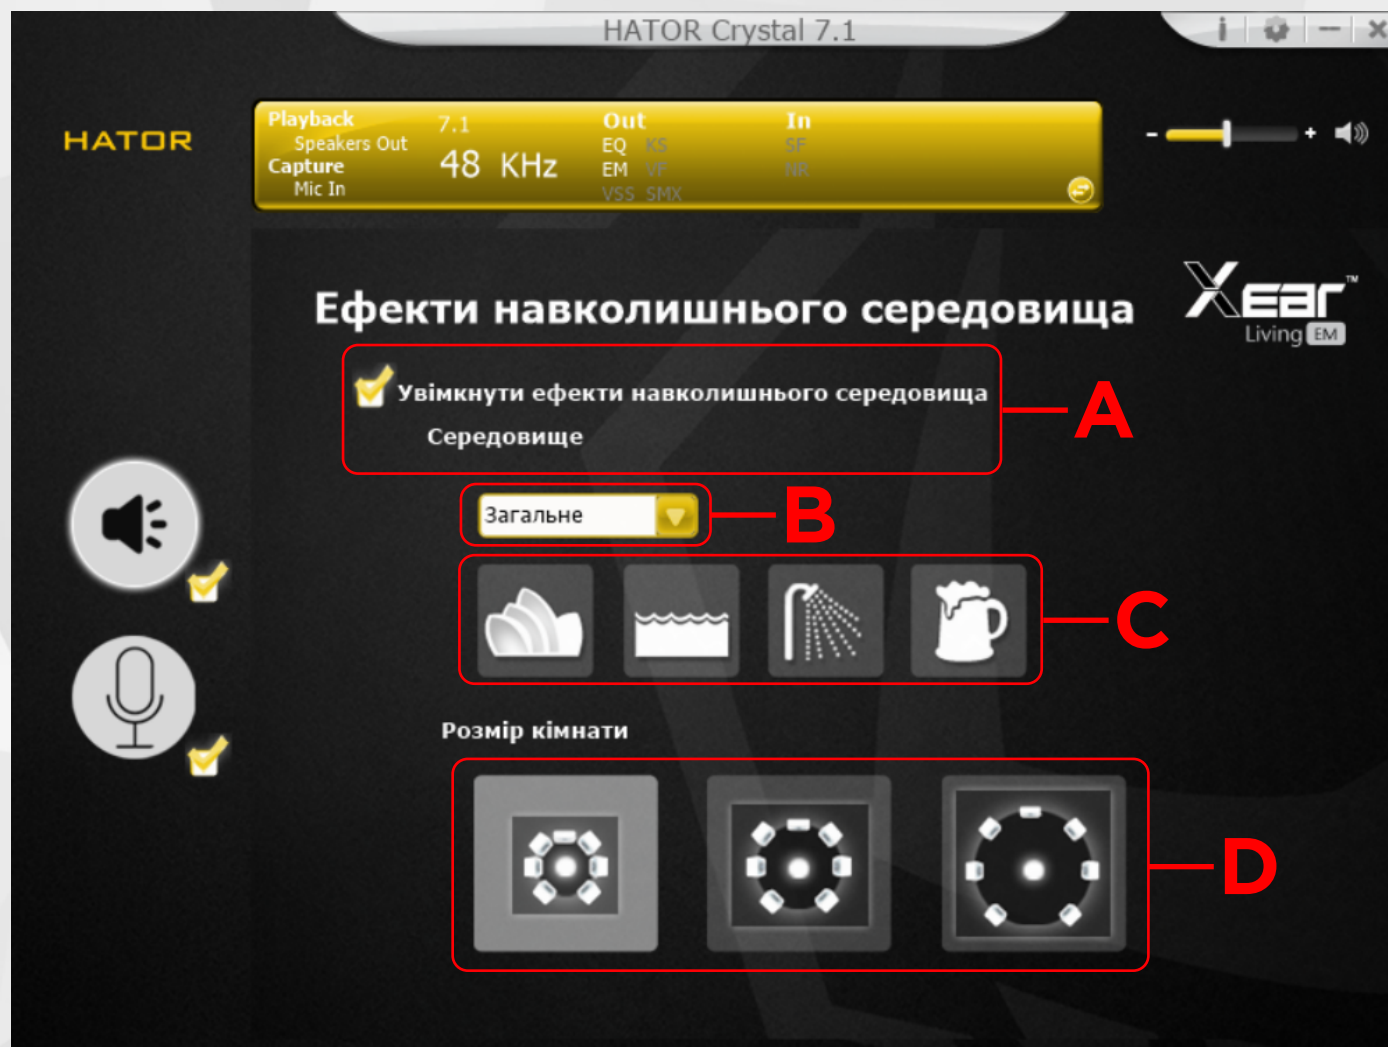 HATOR Crystal 7.1
HATOR
Playback 7.1 Out In
Speakers Out EQ KS SF
Capture 48 KHz EM VF NR
Mic In VSS SMX
- +
Xear™
Living EM
Ефекти навколишнього середовища
Увімкнути ефекти навколишнього середовища
A
Середовище
Загальне
B
C
Розмір кімнати
D